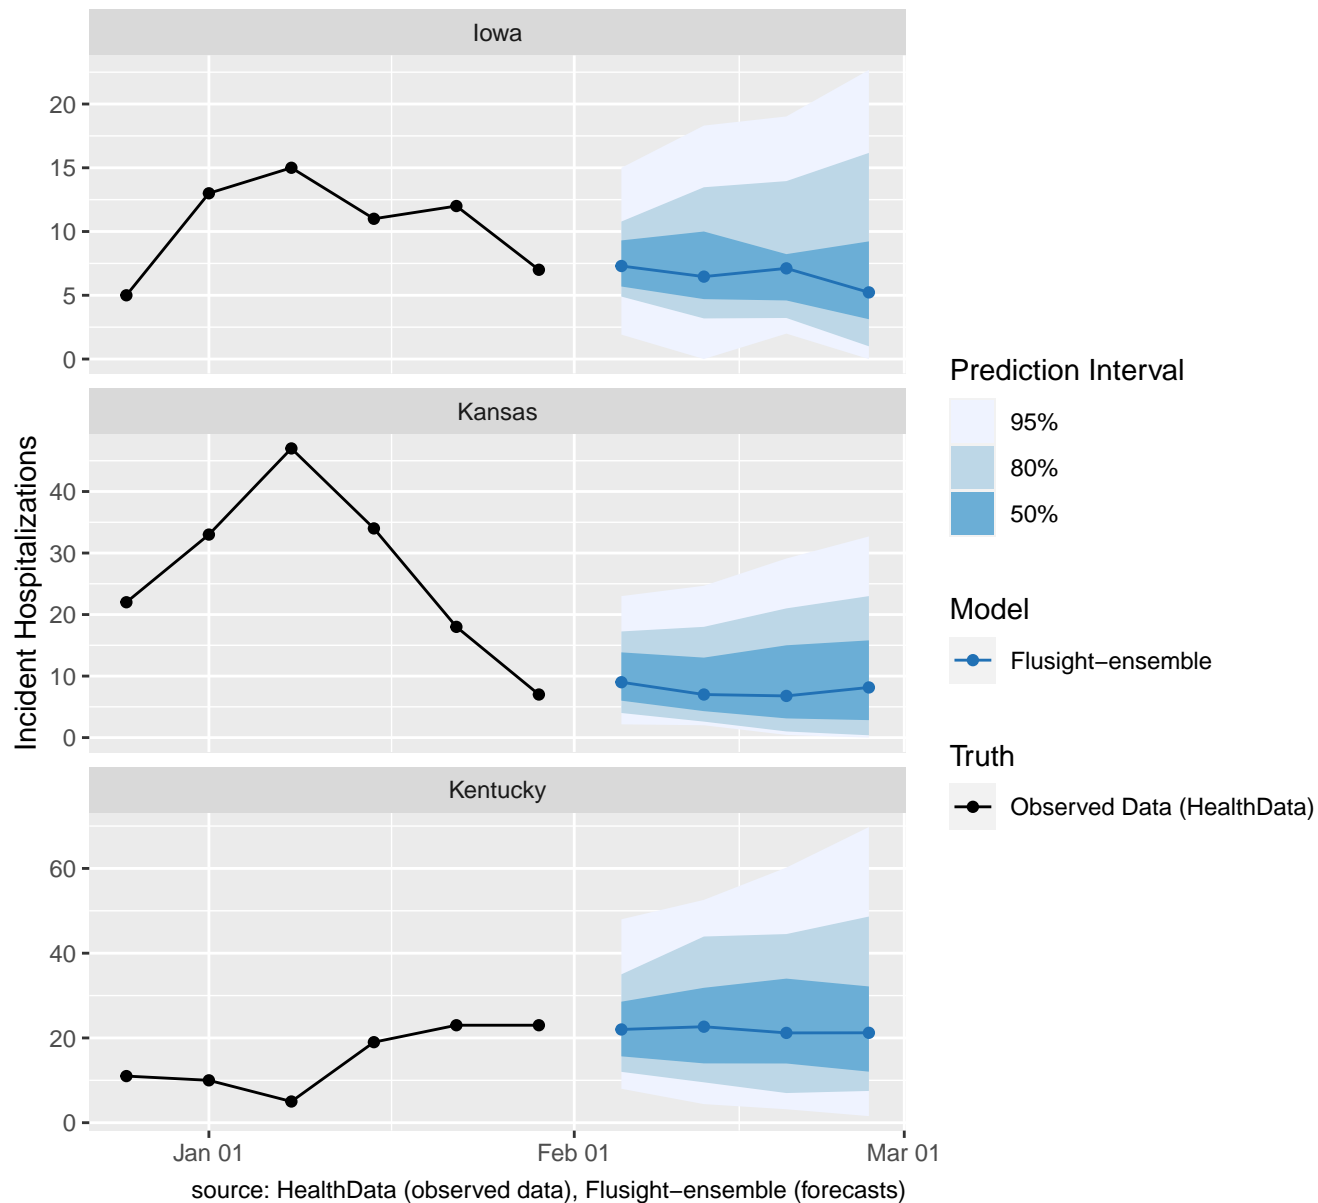 Iowa
20
15
10
5
0
Kansas
40
30
20
10
0
Kentucky
60
40
20
0
Incident Hospitalizations
Jan 01
Feb 01
Mar 01
source: HealthData (observed data), Flusight−ensemble (forecasts)
Prediction Interval
95%
80%
50%
Model
Flusight−ensemble
Truth
Observed Data (HealthData)